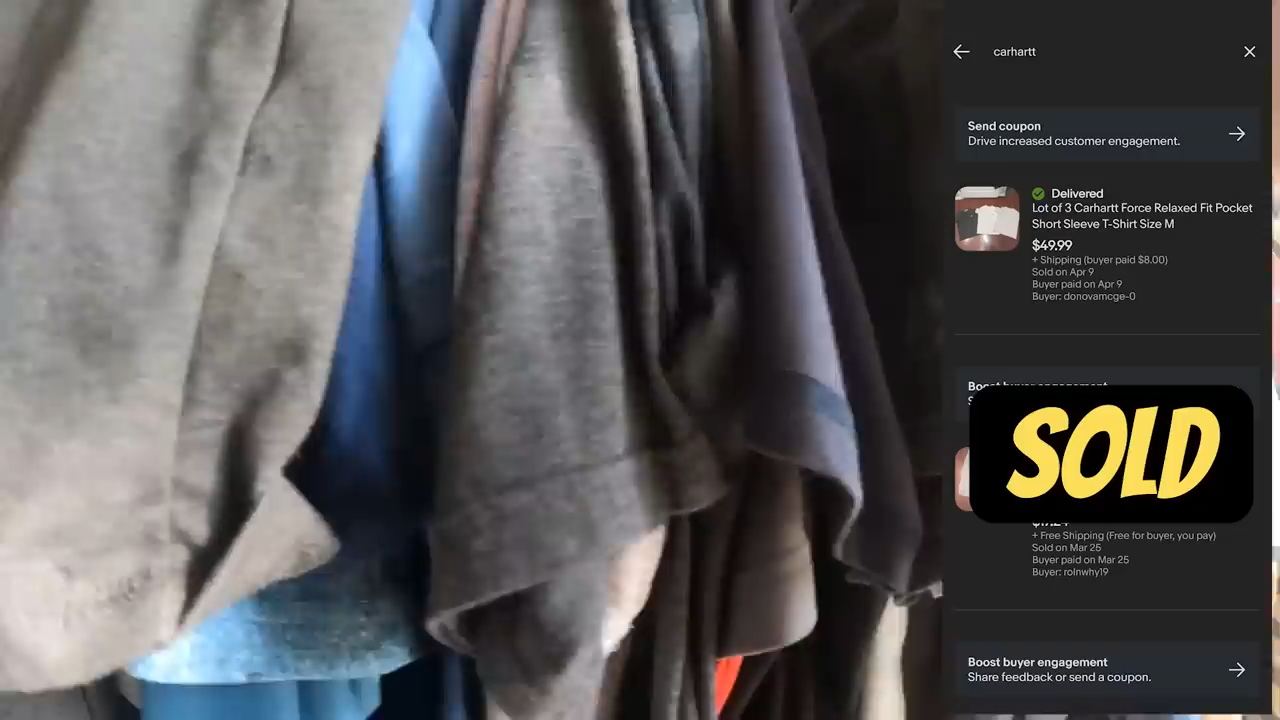 carhartt
Send coupon
Drive increased customer engagement.
Delivered
Lot of 3 Carhartt Force Relaxed Fit Pocket
Short Sleeve T-Shirt Size M
$49.99
+ Shipping (buyer paid $8.00)
Sold on Apr 9
Buyer paid on Apr 9
Buyer: donovamcge-0
Boost buyer engagement
SOLD
+ Free Shipping (Free for buyer, you pay)
Sold on Mar 25
Buyer paid on Mar 25
Buyer: rolnwhy19
Boost buyer engagement
Share feedback or send a coupon.